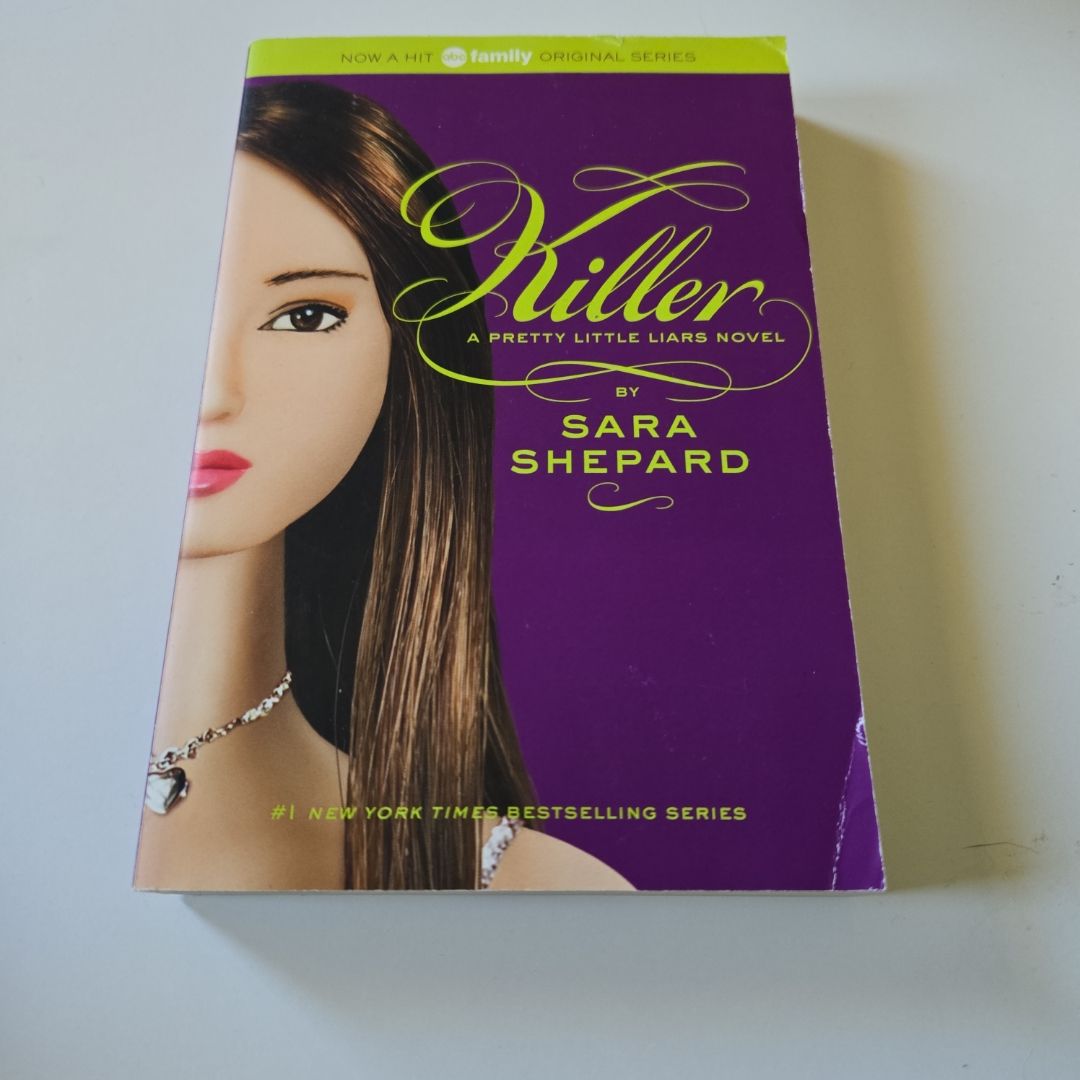 NOW A HIT abc family ORIGINAL SERIES
Killer
A PRETTY LITTLE LIARS NOVEL
BY
SARA
SHEPARD
#1 NEW YORK TIMES BESTSELLING SERIES